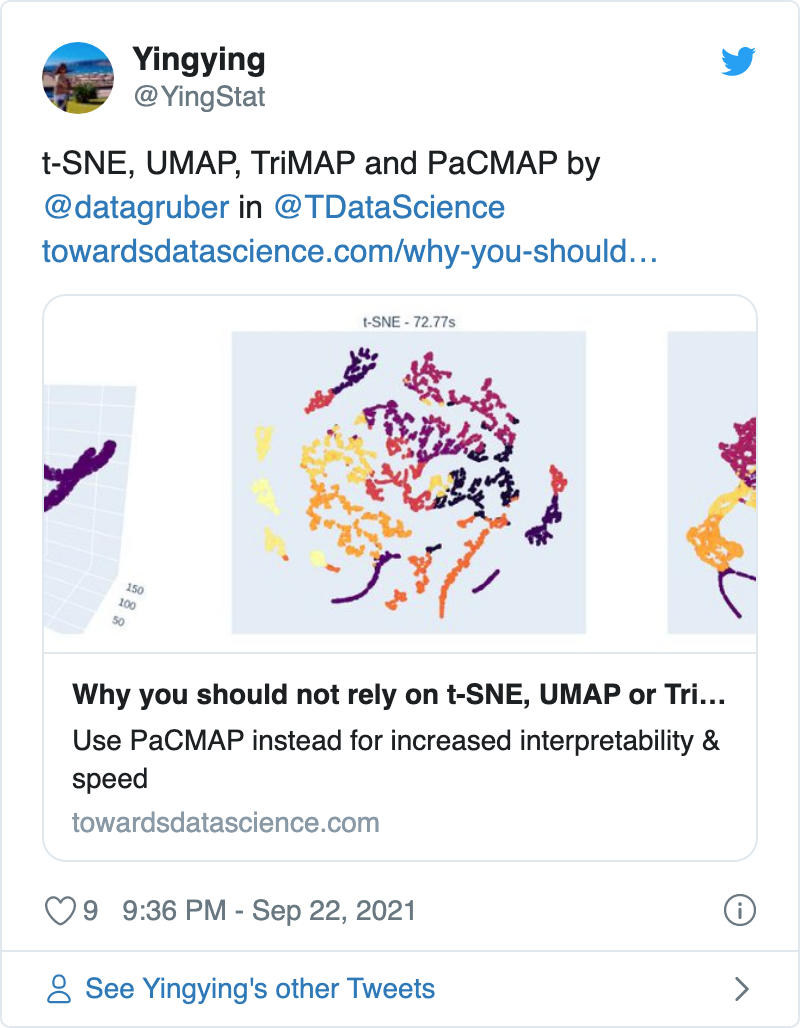 Yingying
@YingStat
t-SNE, UMAP, TriMAP and PaCMAP by
@datagruber in @TDataScience
towardsdatascience.com/why-you-should…
t-SNE - 72.77s
150
100
50
Why you should not rely on t-SNE, UMAP or Tri…
Use PaCMAP instead for increased interpretability &
speed
towardsdatascience.com
9 9:36 PM - Sep 22, 2021
See Yingying's other Tweets